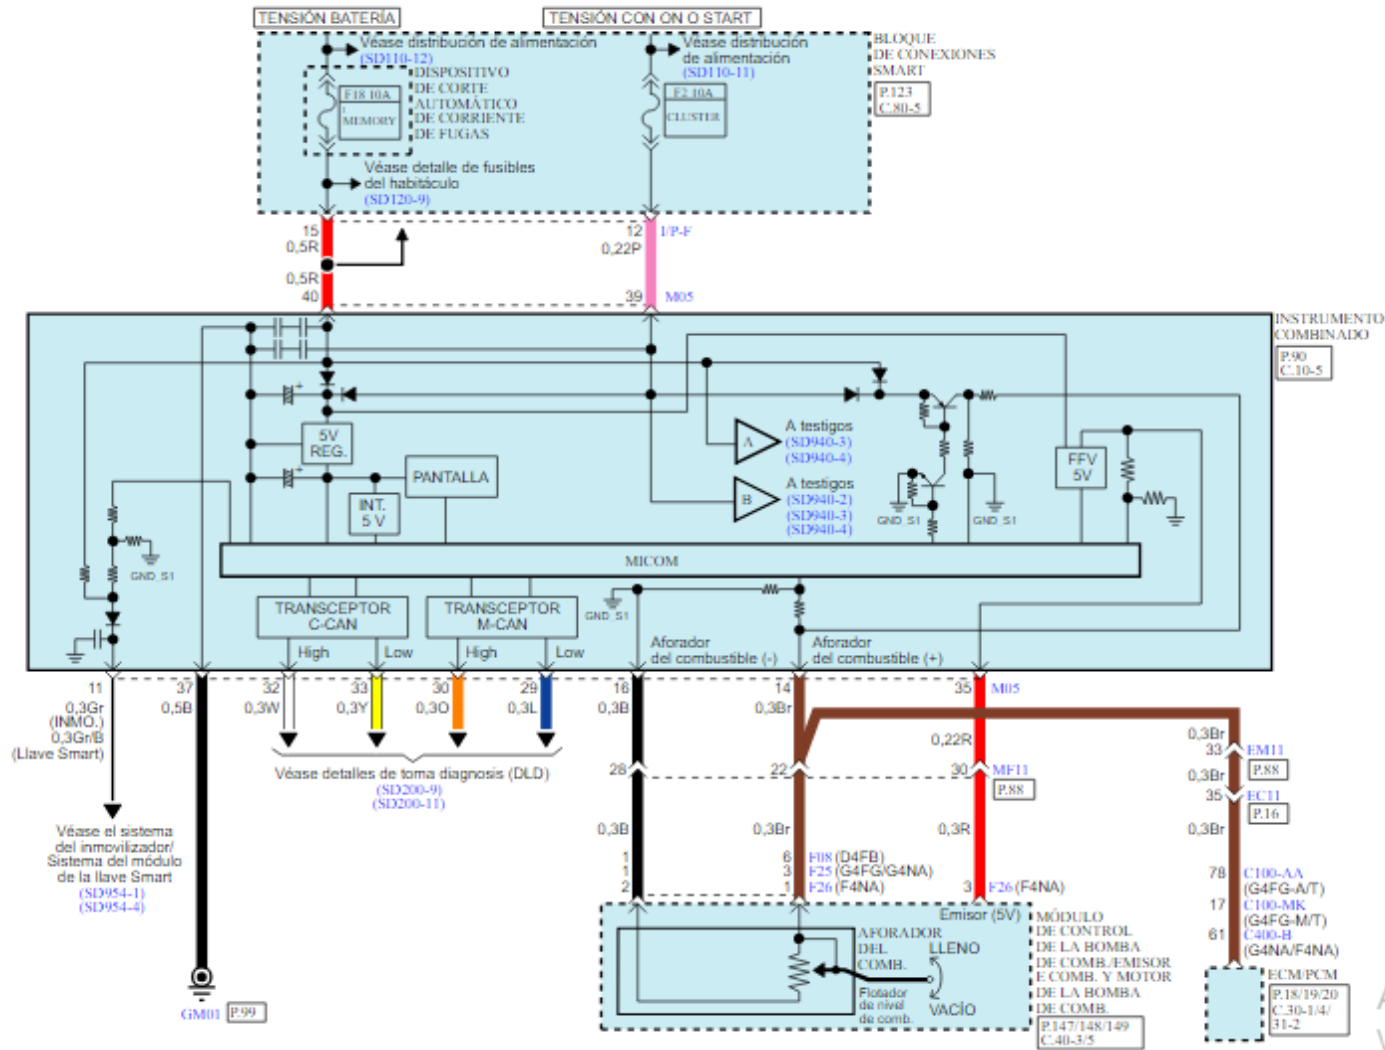 TENSIÓN BATERÍA
TENSIÓN CON ON O START
Véase distribución de alimentación
(SD110-12)
Véase distribución
de alimentación
(SD110-11)
BLOQUE
DE CONEXIONES
SMART
P.123
C.80-5
DISPOSITIVO
DE CORTE
AUTOMÁTICO
DE CORRIENTE
DE FUGAS
F18 10A
MEMORY
F2 10A
CLUSTER
Véase detalle de fusibles
del habitáculo
(SD120-9)
15
0,5R
12
I/P-F
0,22P
0,5R
40
39
M05
INSTRUMENTO
COMBINADO
P.90
C.10-5
5V
REG.
PANTALLA
INT.
5 V
A
A testigos
(SD940-3)
(SD940-4)
B
A testigos
(SD940-2)
(SD940-3)
(SD940-4)
GND_S1
GND_S1
FFV
5V
GND_S1
MICOM
TRANSCEPTOR
C-CAN
TRANSCEPTOR
M-CAN
GND_S1
High
Low
High
Low
Aforador
del combustible (-)
Aforador
del combustible (+)
11
0,3Gr
(INMO.)
0,3Gr/B
(Llave Smart)
37
0,5B
32
0,3W
33
0,3Y
30
0,3O
29
0,3L
16
0,3B
14
0,3Br
35
M05
0,22R
Véase detalles de toma diagnosis (DLD)
(SD200-9)
(SD200-11)
28
22
30
MF11
P.88
0,3Br
33
EM11
P.88
0,3Br
35
EC11
P.16
0,3Br
0,3B
0,3Br
0,3R
Véase el sistema
del inmovilizador/
Sistema del módulo
de la llave Smart
(SD954-1)
(SD954-4)
1
1
2
6 F08 (D4FB)
3 F25 (G4FG/G4NA)
1 F26 (F4NA)
3 F26 (F4NA)
78 C100-AA
(G4FG-A/T)
17 C100-MK
(G4FG-M/T)
61 C400-B
(G4NA/F4NA)
Emisor (5V)
AFORADOR
DEL
COMB.
LLENO
Flotador
de nivel
de comb.
VACÍO
MÓDULO
DE CONTROL
DE LA BOMBA
DE COMB./EMISOR
E COMB. Y MOTOR
DE LA BOMBA
DE COMB.
P.147/148/149
C.40-3/5
ECM/PCM
P.18/19/20
C.30-1/4/
31-2
GM01
P.99